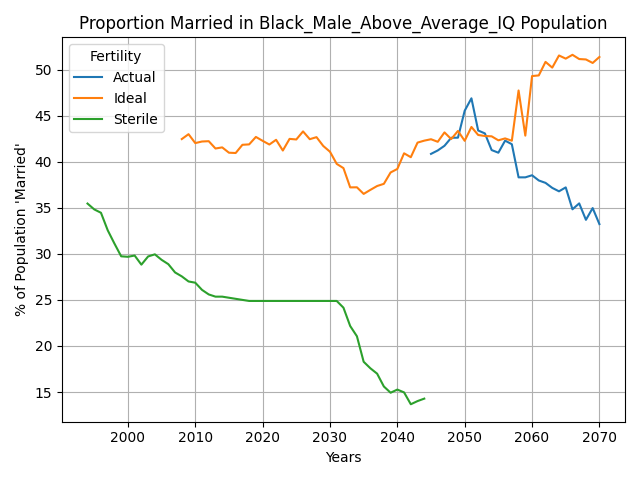 Proportion Married in Black_Male_Above_Average_IQ Population
Fertility
Actual
Ideal
Sterile
% of Population 'Married'
50
45
40
35
30
25
20
15
2000 2010 2020 2030 2040 2050 2060 2070
Years